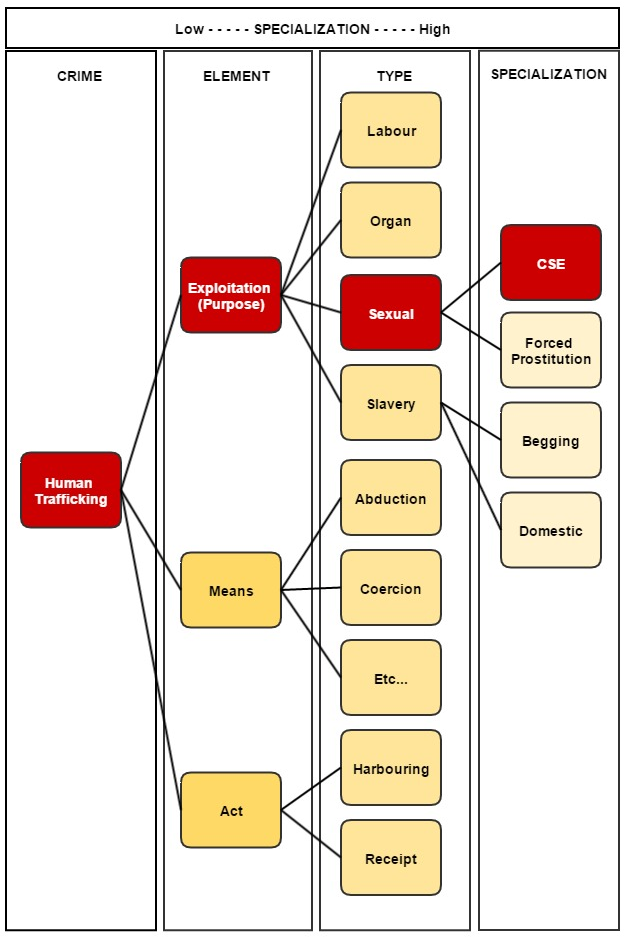 Low - - - - - SPECIALIZATION - - - - - High
CRIME
ELEMENT
TYPE
SPECIALIZATION
Human
Trafficking
Exploitation
(Purpose)
Means
Act
Labour
Organ
Sexual
Slavery
Abduction
Coercion
Etc...
Harbouring
Receipt
CSE
Forced
Prostitution
Begging
Domestic